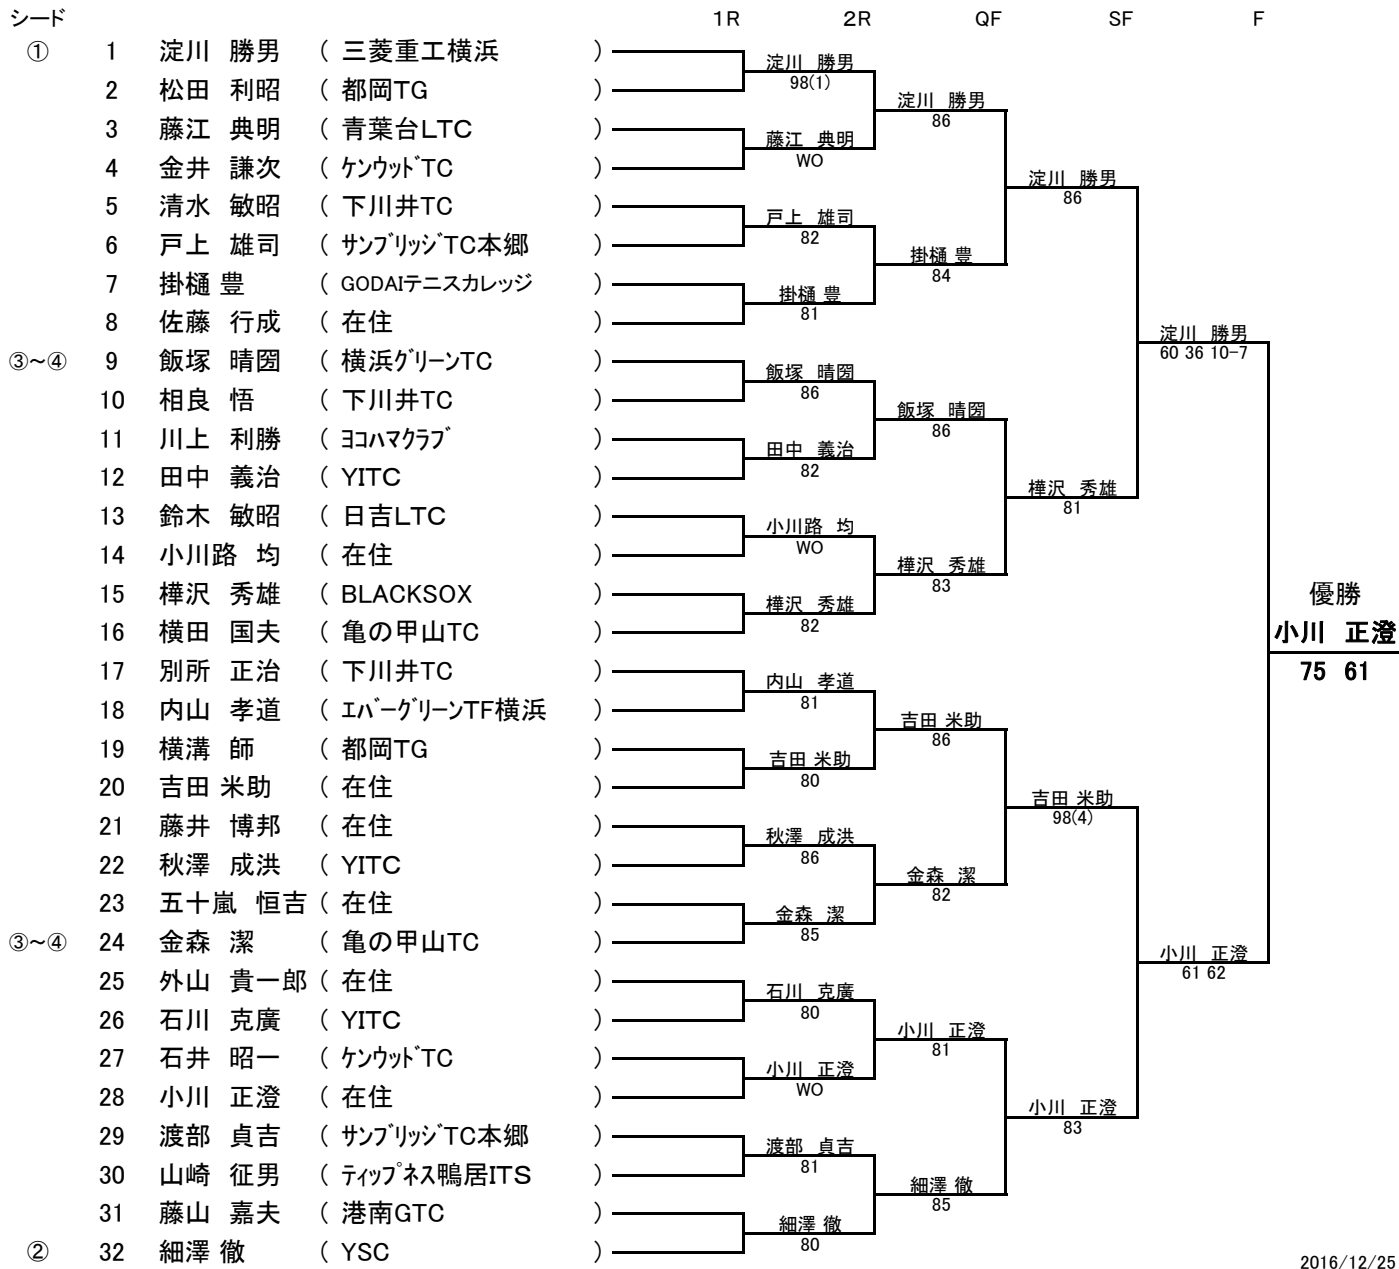 シード 1R 2R QF SF F
① 1 淀川 勝男 ( 三菱重工横浜 )
淀川 勝男
98(1)
2 松田 利昭 ( 都岡TG )
淀川 勝男
86
3 藤江 典明 ( 青葉台LTC )
藤江 典明
WO
4 金井 謙次 ( ケンウッドTC )
淀川 勝男
86
5 清水 敏昭 ( 下川井TC )
戸上 雄司
82
6 戸上 雄司 ( サンブリッジTC本郷 )
掛樋 豊
84
7 掛樋 豊 ( GODAIテニスカレッジ )
掛樋 豊
81
8 佐藤 行成 ( 在住 )
淀川 勝男
60 36 10-7
③~④ 9 飯塚 晴圀 ( 横浜グリーンTC )
飯塚 晴圀
86
10 相良 悟 ( 下川井TC )
飯塚 晴圀
86
11 川上 利勝 ( ヨコハマクラブ )
田中 義治
82
12 田中 義治 ( YITC )
樺沢 秀雄
81
13 鈴木 敏昭 ( 日吉LTC )
小川路 均
WO
14 小川路 均 ( 在住 )
樺沢 秀雄
83
15 樺沢 秀雄 ( BLACKSOX )
樺沢 秀雄
82
16 横田 国夫 ( 亀の甲山TC )
優勝
小川 正澄
75 61
17 別所 正治 ( 下川井TC )
内山 孝道
81
18 内山 孝道 ( エバーグリーンTF横浜 )
吉田 米助
86
19 横溝 師 ( 都岡TG )
吉田 米助
80
20 吉田 米助 ( 在住 )
吉田 米助
98(4)
21 藤井 博邦 ( 在住 )
秋澤 成洪
86
22 秋澤 成洪 ( YITC )
金森 潔
82
23 五十嵐 恒吉 ( 在住 )
金森 潔
85
③~④ 24 金森 潔 ( 亀の甲山TC )
小川 正澄
61 62
25 外山 貴一郎 ( 在住 )
石川 克廣
80
26 石川 克廣 ( YITC )
小川 正澄
81
27 石井 昭一 ( ケンウッドTC )
小川 正澄
WO
28 小川 正澄 ( 在住 )
小川 正澄
83
29 渡部 貞吉 ( サンブリッジTC本郷 )
渡部 貞吉
81
30 山崎 征男 ( ティップネス鴨居ITS )
細澤 徹
85
31 藤山 嘉夫 ( 港南GTC )
細澤 徹
80
② 32 細澤 徹 ( YSC )
2016/12/25